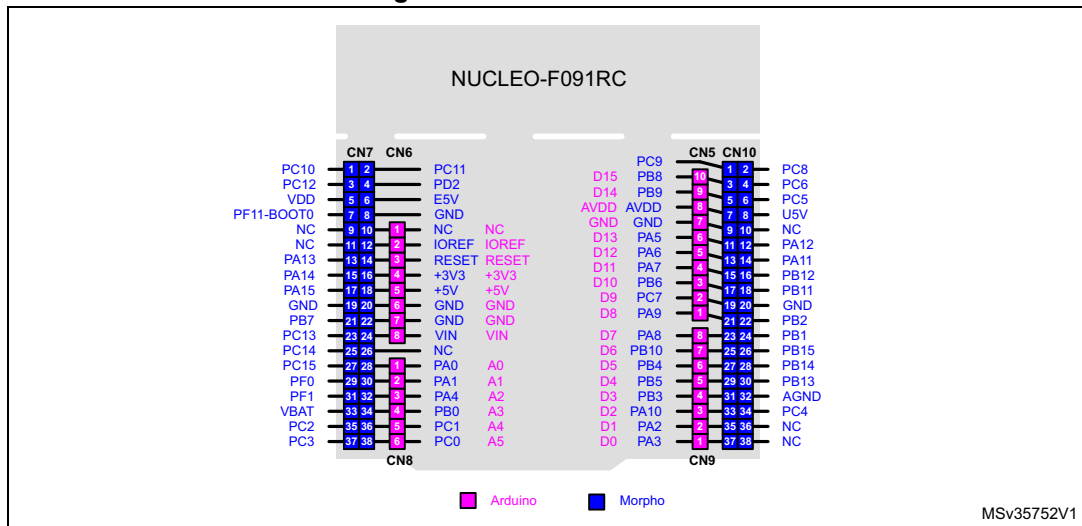 NUCLEO-F091RC
CN7 CN6 CN5 CN10
PC9
PC10 1 2 PC11 1 2 PC8
PC12 3 4 PD2 D15 PB8 10 3 4 PC6
VDD 5 6 E5V D14 PB9 9 5 6 PC5
PF11-BOOT0 7 8 GND AVDD AVDD 8 7 8 U5V
NC 9 10 1 NC NC GND GND 7 9 10 NC
NC 11 12 2 IOREF IOREF D13 PA5 6 11 12 PA12
PA13 13 14 3 RESET RESET D12 PA6 5 13 14 PA11
PA14 15 16 4 +3V3 +3V3 D11 PA7 4 15 16 PB12
PA15 17 18 5 +5V +5V D10 PB6 3 17 18 PB11
GND 19 20 6 GND GND D9 PC7 2 19 20 GND
PB7 21 22 7 GND GND D8 PA9 1 21 22 PB2
PC13 23 24 8 VIN VIN D7 PA8 8 23 24 PB1
PC14 25 26 NC D6 PB10 7 25 26 PB15
PC15 27 28 1 PA0 A0 D5 PB4 6 27 28 PB14
PF0 29 30 2 PA1 A1 D4 PB5 5 29 30 PB13
PF1 31 32 3 PA4 A2 D3 PB3 4 31 32 AGND
VBAT 33 34 4 PB0 A3 D2 PA10 3 33 34 PC4
PC2 35 36 5 PC1 A4 D1 PA2 2 35 36 NC
PC3 37 38 6 PC0 A5 D0 PA3 1 37 38 NC
CN8 CN9
Arduino Morpho
MSv35752V1